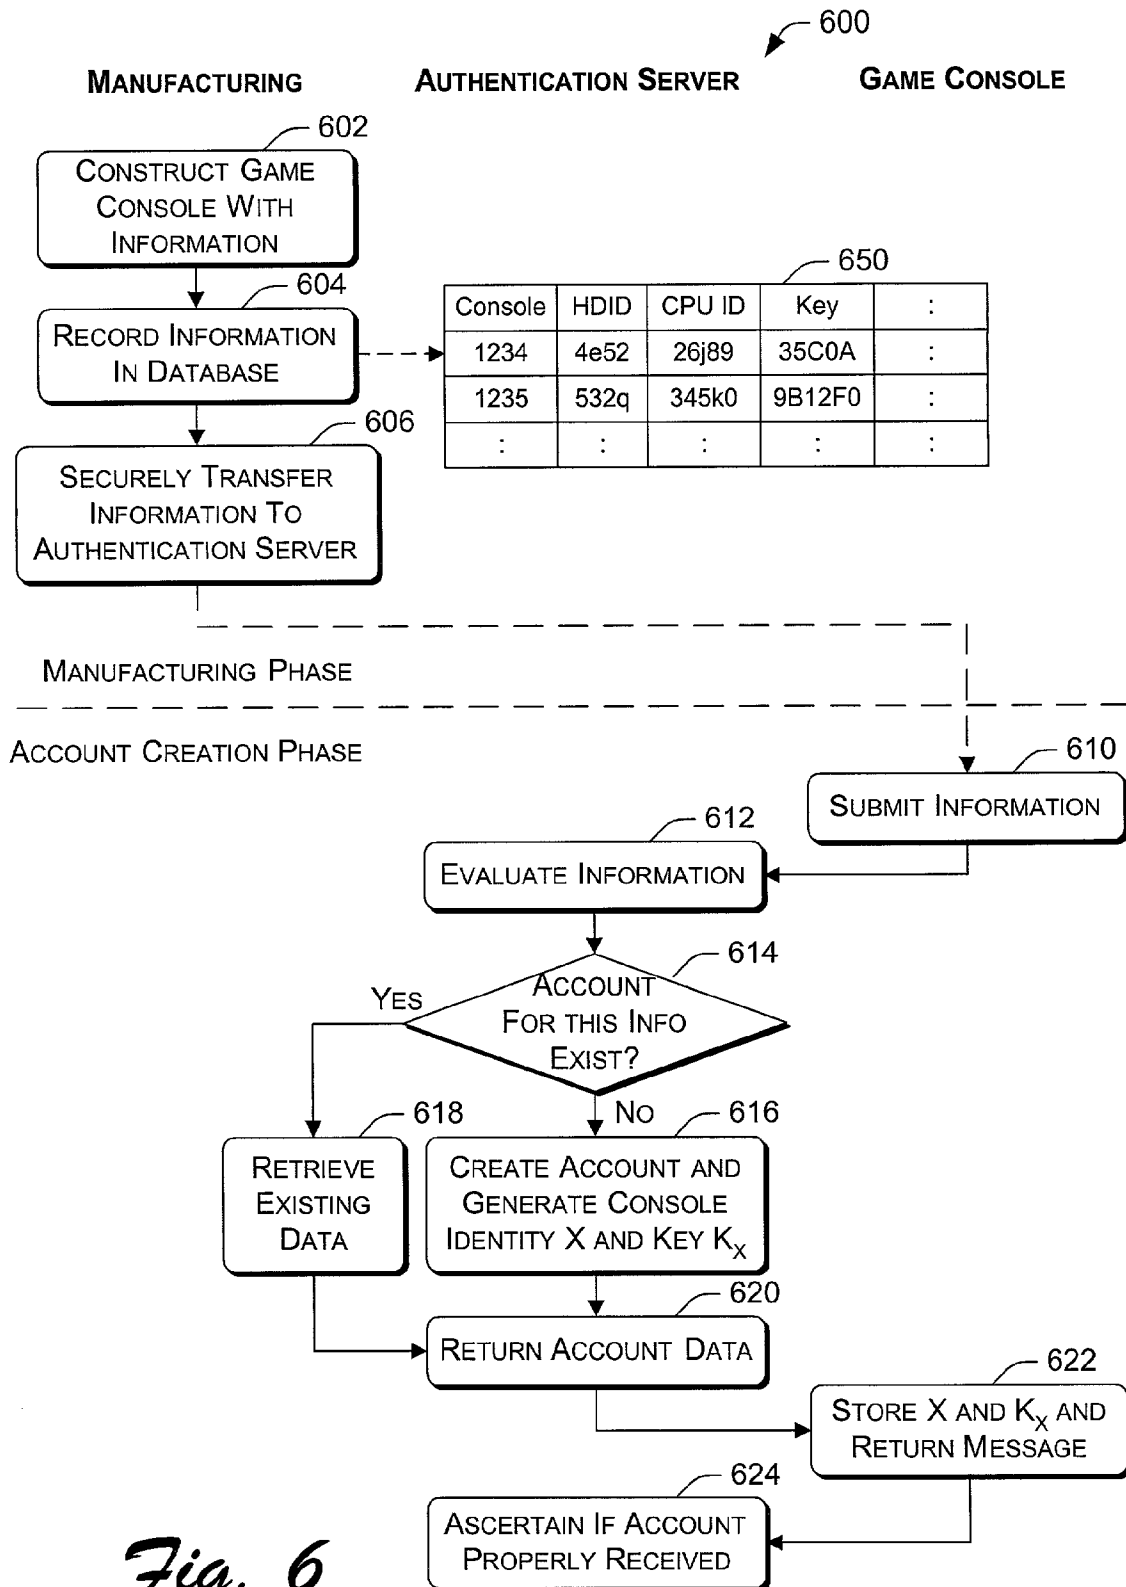 600
MANUFACTURING
AUTHENTICATION SERVER
GAME CONSOLE
602
CONSTRUCT GAME
CONSOLE WITH
INFORMATION
604
RECORD INFORMATION
IN DATABASE
650
Console HDID CPU ID Key :
1234 4e52 26j89 35C0A :
1235 532q 345k0 9B12F0 :
: : : : :
606
SECURELY TRANSFER
INFORMATION TO
AUTHENTICATION SERVER
MANUFACTURING PHASE
ACCOUNT CREATION PHASE
610
SUBMIT INFORMATION
612
EVALUATE INFORMATION
614
ACCOUNT
FOR THIS INFO
EXIST?
YES
NO
618
RETRIEVE
EXISTING
DATA
616
CREATE ACCOUNT AND
GENERATE CONSOLE
IDENTITY X AND KEY KX
620
RETURN ACCOUNT DATA
622
STORE X AND KX AND
RETURN MESSAGE
624
ASCERTAIN IF ACCOUNT
PROPERLY RECEIVED
Fig. 6